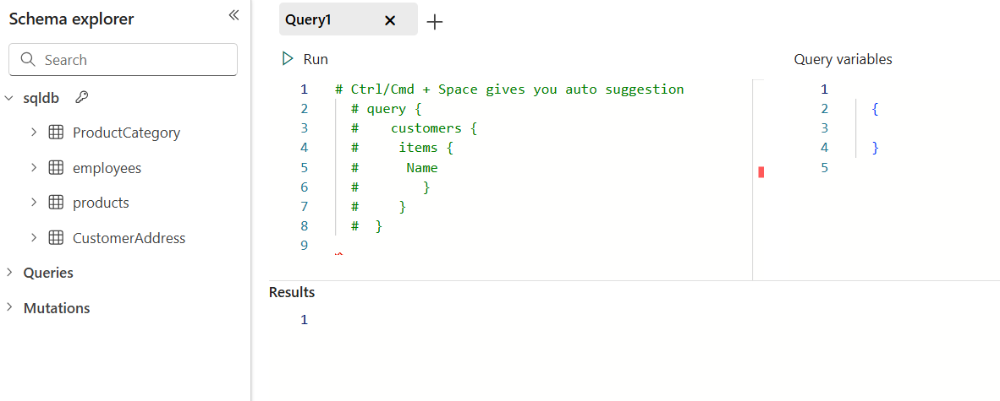 Schema explorer
Search
sqldb
ProductCategory
employees
products
CustomerAddress
Queries
Mutations
Query1
Run
1 # Ctrl/Cmd + Space gives you auto suggestion
2 # query {
3 # customers {
4 # items {
5 # Name
6 # }
7 # }
8 # }
9
Query variables
1
2 {
3
4 }
5
Results
1